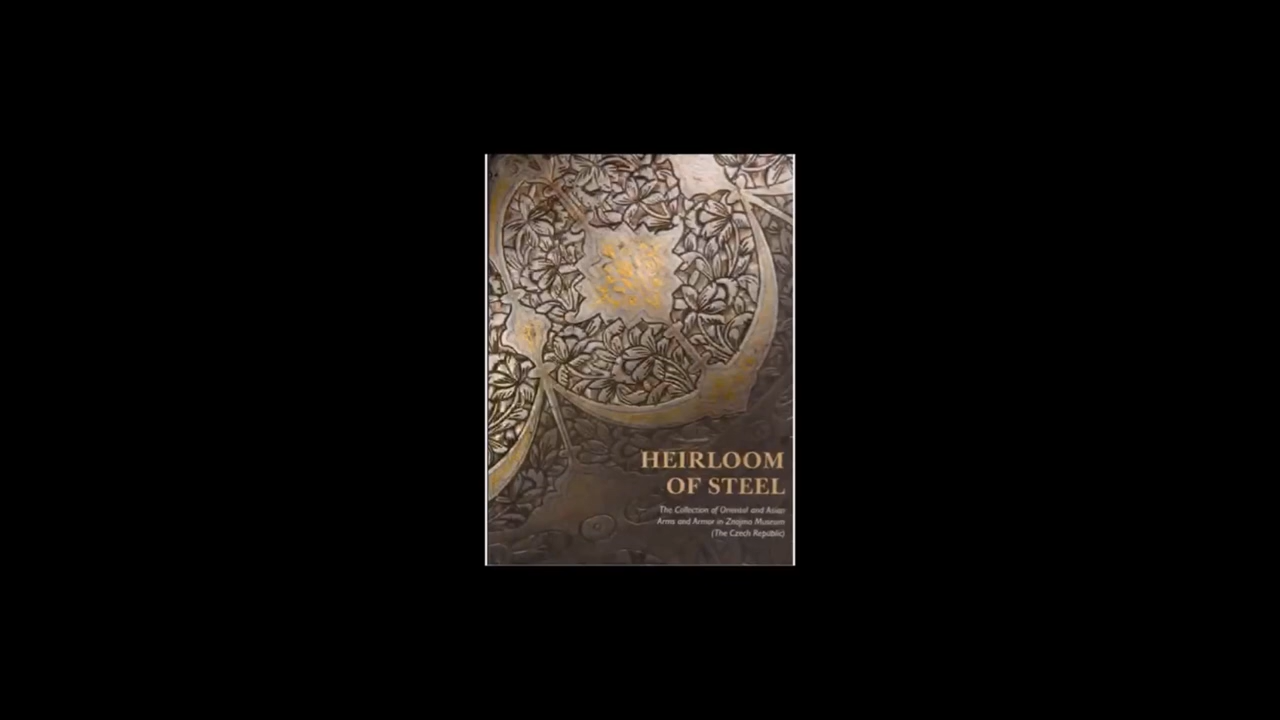 HEIRLOOM
OF STEEL
The Collection of Oriental and Asian
Arms and Armor in Znojmo Museum
(The Czech Republic)